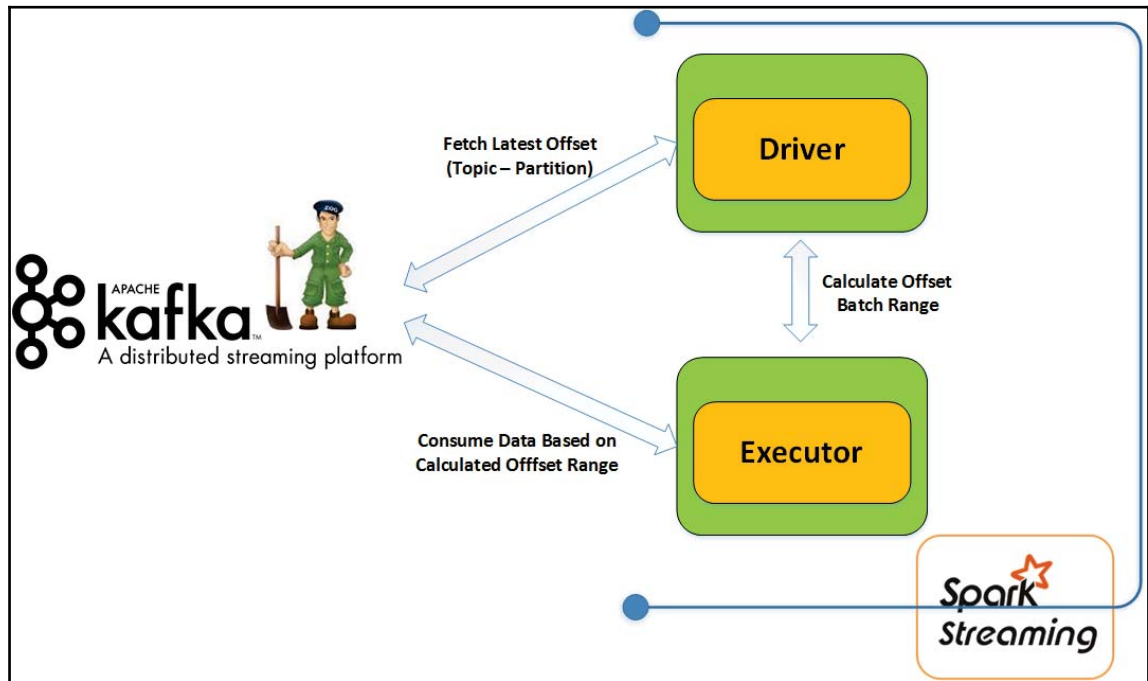 Fetch Latest Offset
(Topic – Partition)
Driver
ZOO
APACHE
kafka™
A distributed streaming platform
Calculate Offset
Batch Range
Consume Data Based on
Calculated Offfset Range
Executor
Spark
Streaming